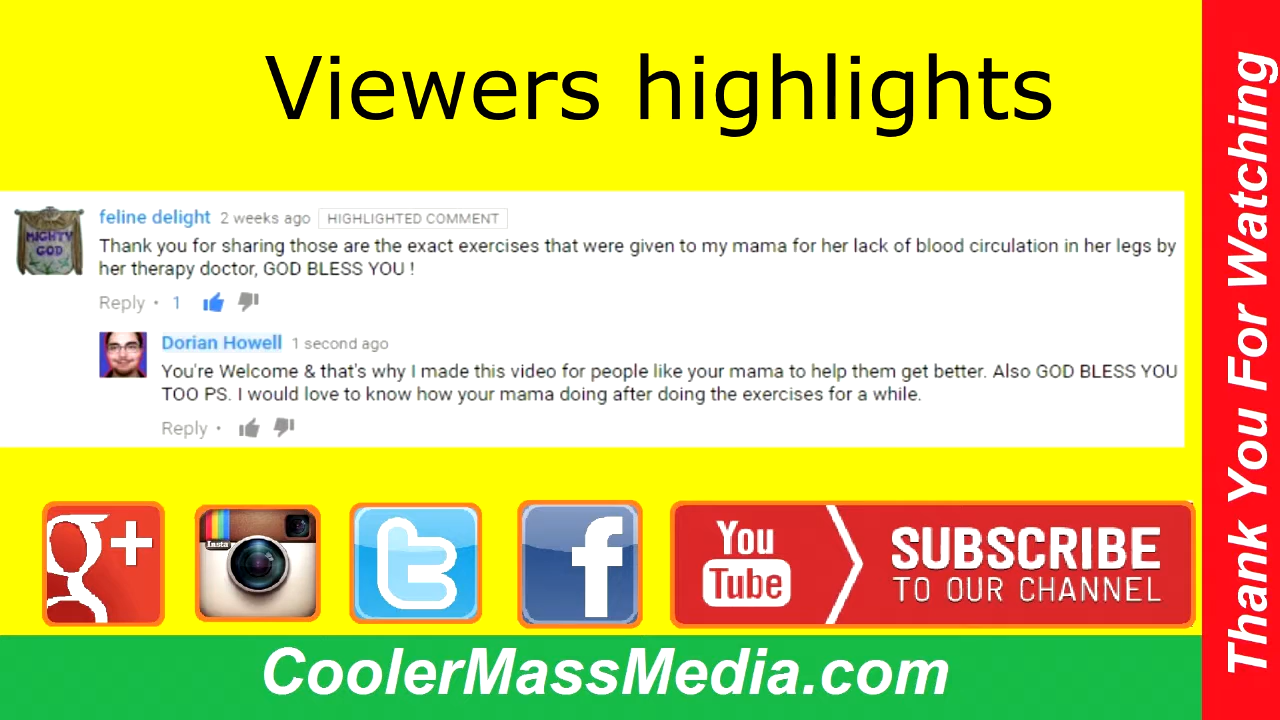 Viewers highlights
MIGHTY
GOD
feline delight 2 weeks ago HIGHLIGHTED COMMENT
Thank you for sharing those are the exact exercises that were given to my mama for her lack of blood circulation in her legs by
her therapy doctor, GOD BLESS YOU !
Reply • 1
Dorian Howell 1 second ago
You're Welcome & that's why I made this video for people like your mama to help them get better. Also GOD BLESS YOU
TOO PS. I would love to know how your mama doing after doing the exercises for a while.
Reply •
g+
Insta
t
f
You
Tube
SUBSCRIBE
TO OUR CHANNEL
CoolerMassMedia.com
Thank You For Watching